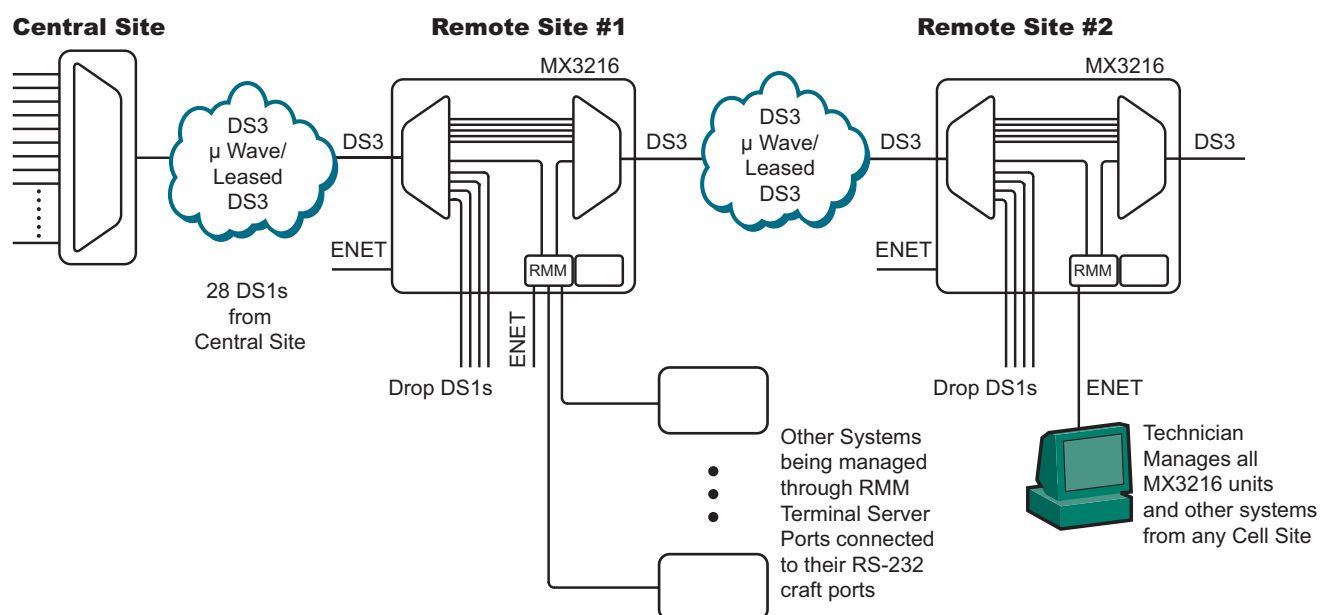 Central Site
Remote Site #1
Remote Site #2
MX3216
MX3216
DS3
µ Wave/
Leased
DS3
DS3
DS3
DS3
µ Wave/
Leased
DS3
DS3
DS3
ENET
RMM
ENET
RMM
28 DS1s
from
Central Site
ENET
Drop DS1s
Drop DS1s
ENET
Other Systems
being managed
through RMM
Terminal Server
Ports connected
to their RS-232
craft ports
Technician
Manages all
MX3216 units
and other systems
from any Cell Site